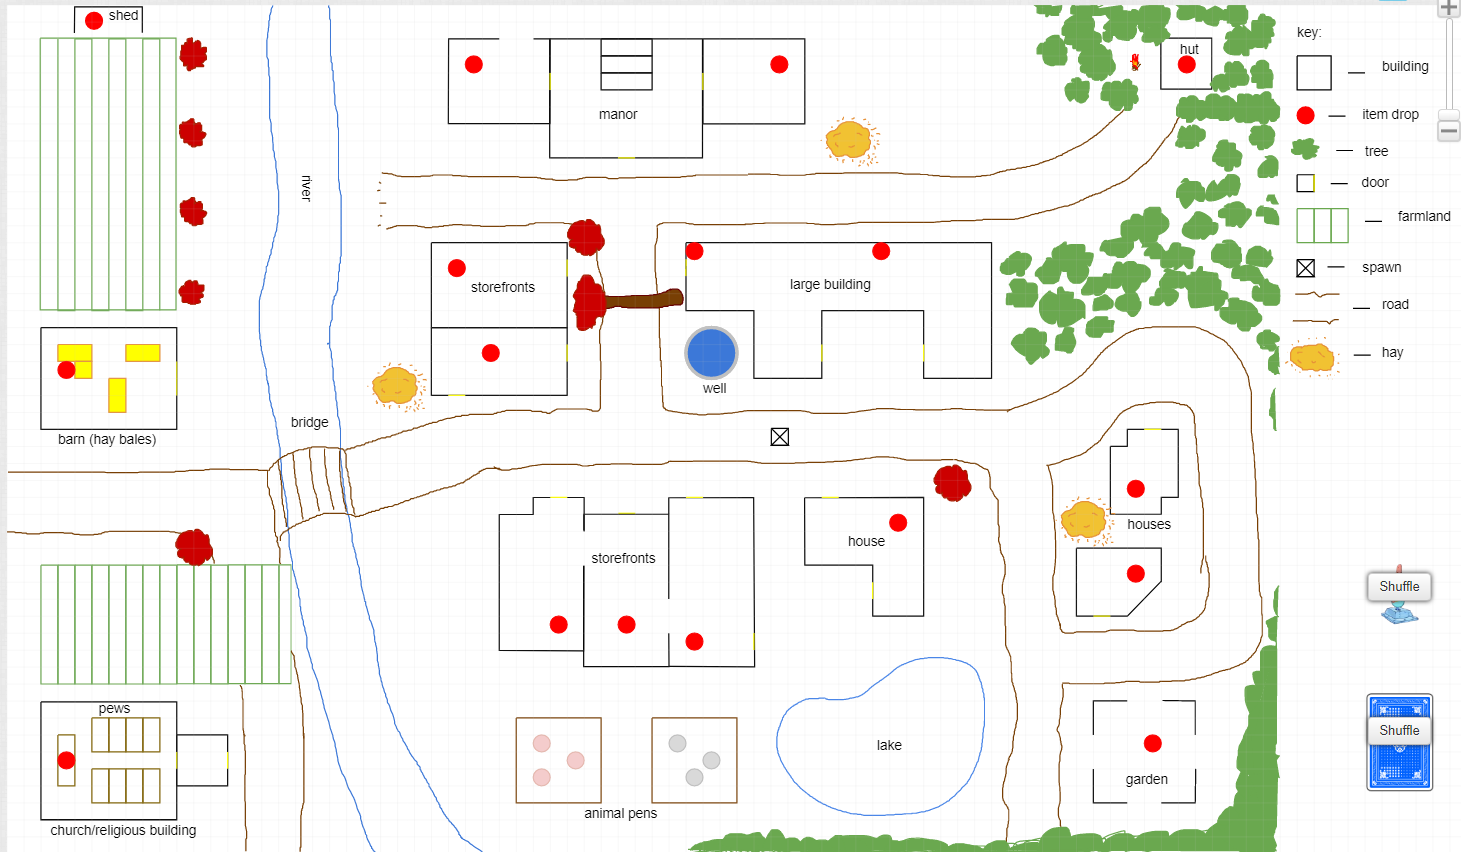 shed
hut
key:
building
manor
item drop
tree
river
door
farmland
storefronts
large building
spawn
road
hay
well
bridge
barn (hay bales)
houses
storefronts
house
Shuffle
pews
Shuffle
lake
garden
animal pens
church/religious building